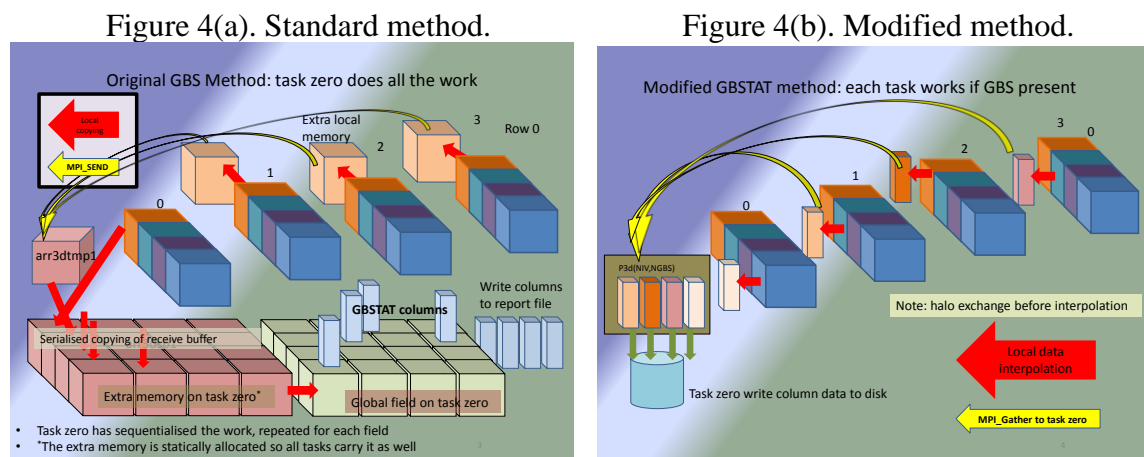 Figure 4(a). Standard method.
Original GBS Method: task zero does all the work
Local
copying
MPI_SEND
Extra local
memory
3
Row 0
2
1
0
arr3dtmp1
Write columns
to report file
GBSTAT columns
Serialised copying of receive buffer
Extra memory on task zero*
Global field on task zero
• Task zero has sequentialised the work, repeated for each field
• *The extra memory is statically allocated so all tasks carry it as well
3
Figure 4(b). Modified method.
Modified GBSTAT method: each task works if GBS present
3
0
2
1
0
P3d(NIV,NGBS)
Note: halo exchange before interpolation
Local data
interpolation
Task zero write column data to disk
MPI_Gather to task zero
4